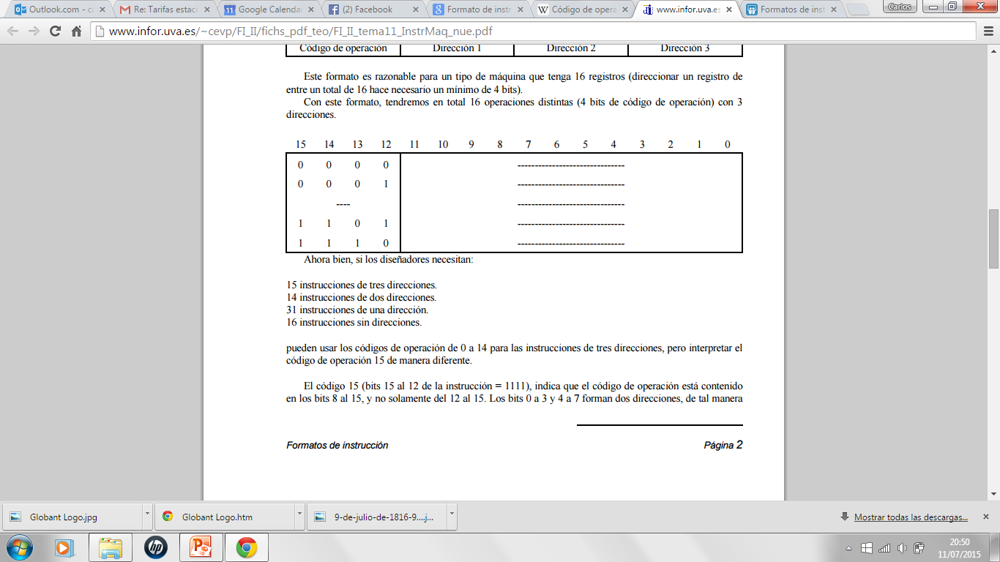 Outlook.com - ca
Re: Tarifas estaci
Google Calenda
(2) Facebook
Formato de instr
Código de opera
www.infor.uva.es
Formatos de inst
Carlos
www.infor.uva.es/~cevp/FI_II/fichs_pdf_teo/FI_II_tema11_InstrMaq_nue.pdf
Código de operación Dirección 1 Dirección 2 Dirección 3
Este formato es razonable para un tipo de máquina que tenga 16 registros (direccionar un registro de
entre un total de 16 hace necesario un mínimo de 4 bits).
Con este formato, tendremos en total 16 operaciones distintas (4 bits de código de operación) con 3
direcciones.
15 14 13 12 11 10 9 8 7 6 5 4 3 2 1 0
0 0 0 0 -------------------------------
0 0 0 1 -------------------------------
---- -------------------------------
1 1 0 1 -------------------------------
1 1 1 0 -------------------------------
Ahora bien, si los diseñadores necesitan:
15 instrucciones de tres direcciones.
14 instrucciones de dos direcciones.
31 instrucciones de una dirección.
16 instrucciones sin direcciones.
pueden usar los códigos de operación de 0 a 14 para las instrucciones de tres direcciones, pero interpretar el
código de operación 15 de manera diferente.
El código 15 (bits 15 al 12 de la instrucción = 1111), indica que el código de operación está contenido
en los bits 8 al 15, y no solamente del 12 al 15. Los bits 0 a 3 y 4 a 7 forman dos direcciones, de tal manera
Formatos de instrucción Página 2
Globant Logo.jpg
Globant Logo.htm
9-de-julio-de-1816-9....j...
Mostrar todas las descargas...
20:50
11/07/2015